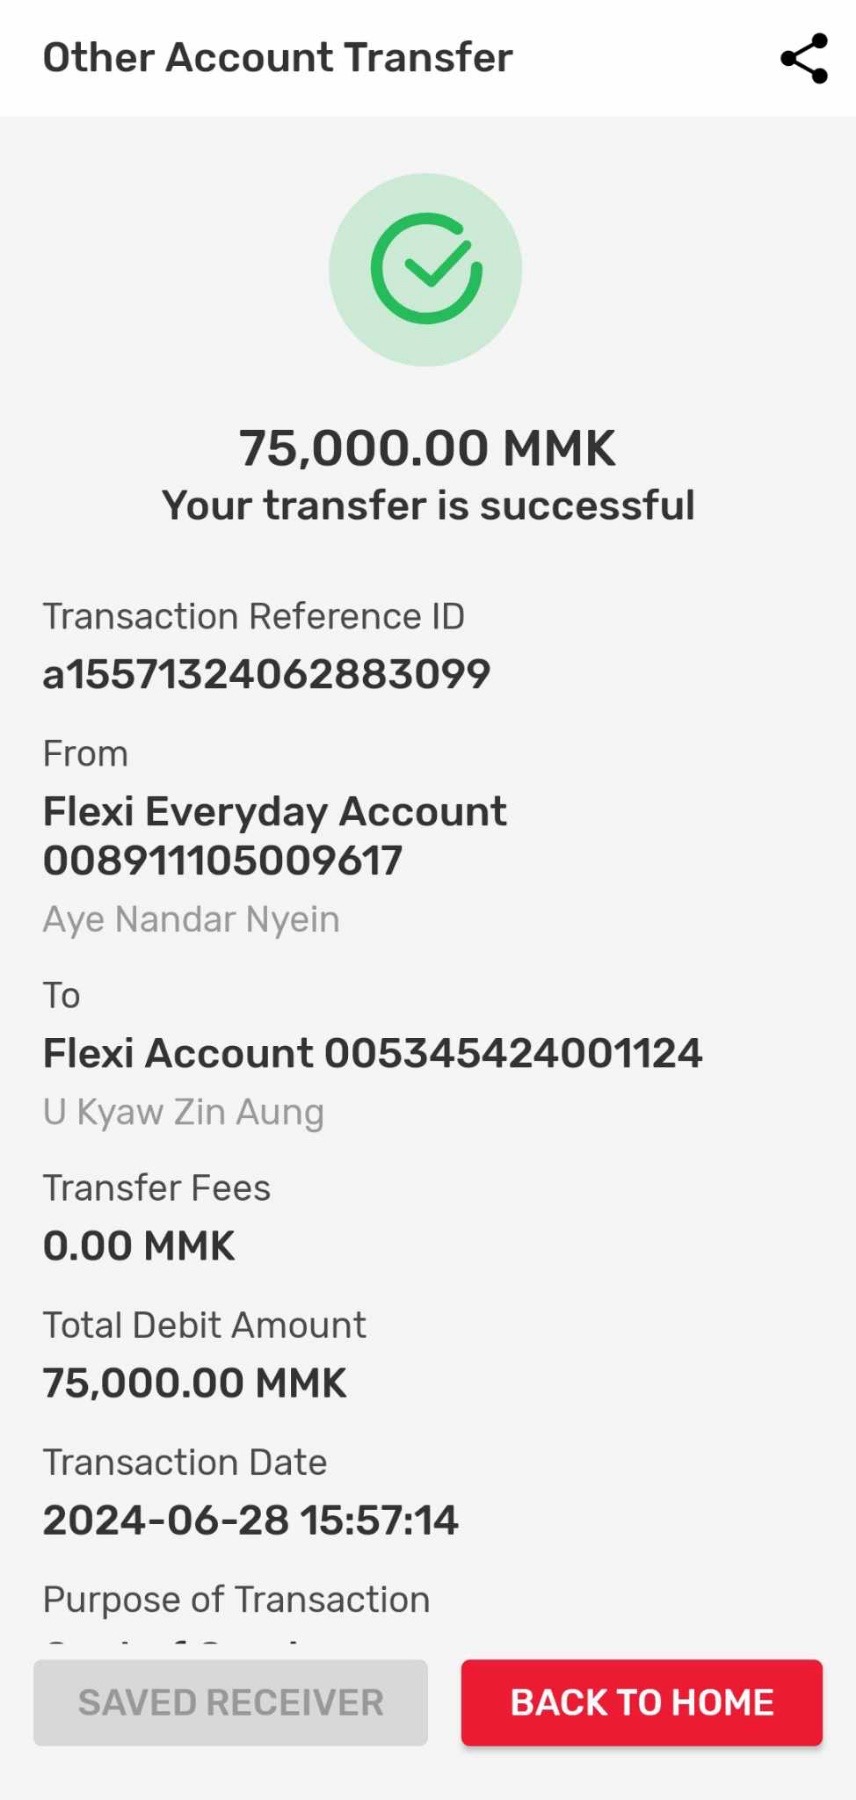 Other Account Transfer
75,000.00 MMK
Your transfer is successful
Transaction Reference ID
a15571324062883099
From
Flexi Everyday Account
008911105009617
Aye Nandar Nyein
To
Flexi Account 005345424001124
U Kyaw Zin Aung
Transfer Fees
0.00 MMK
Total Debit Amount
75,000.00 MMK
Transaction Date
2024-06-28 15:57:14
Purpose of Transaction
SAVED RECEIVER
BACK TO HOME